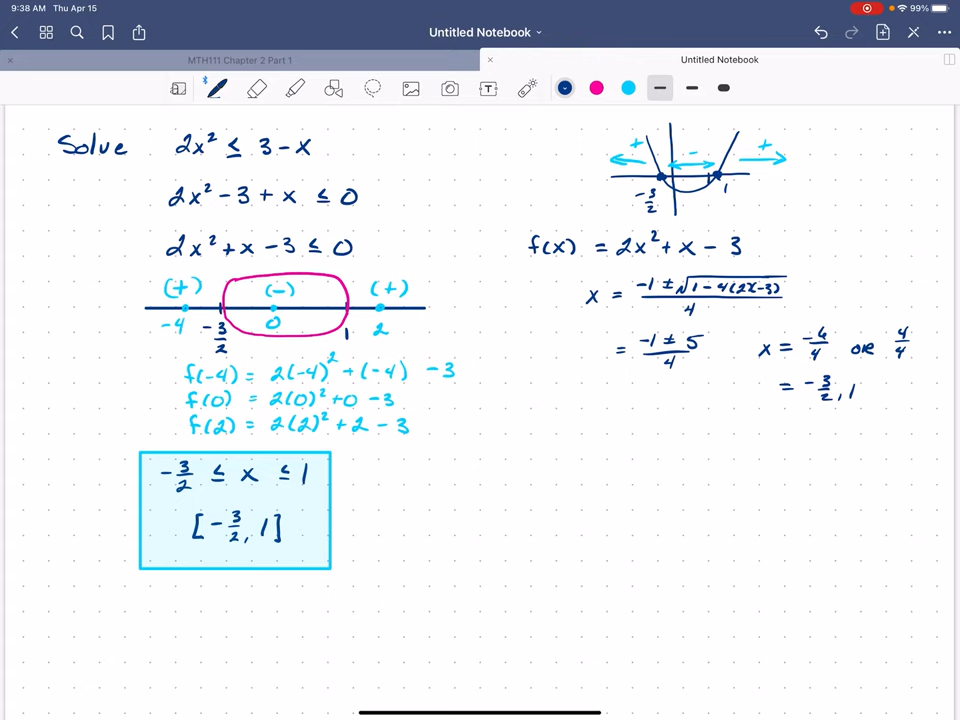 9:38 AM Thu Apr 15
99%
Untitled Notebook
MTH111 Chapter 2 Part 1
Untitled Notebook
T
Solve 2x² ≤ 3 - x
2x² - 3 + x ≤ 0
2x² + x - 3 ≤ 0
(+) (-) (+)
-4 -3/2 0 1 2
f(-4) = 2(-4)² + (-4) - 3
f(0) = 2(0)² + 0 - 3
f(2) = 2(2)² + 2 - 3
-3/2 ≤ x ≤ 1
[-3/2, 1]
+ - +
-3/2 1
f(x) = 2x² + x - 3
x = (-1 ± √(1 - 4(2)(-3)))/4
= (-1 ± 5)/4 x = -6/4 or 4/4
= -3/2, 1